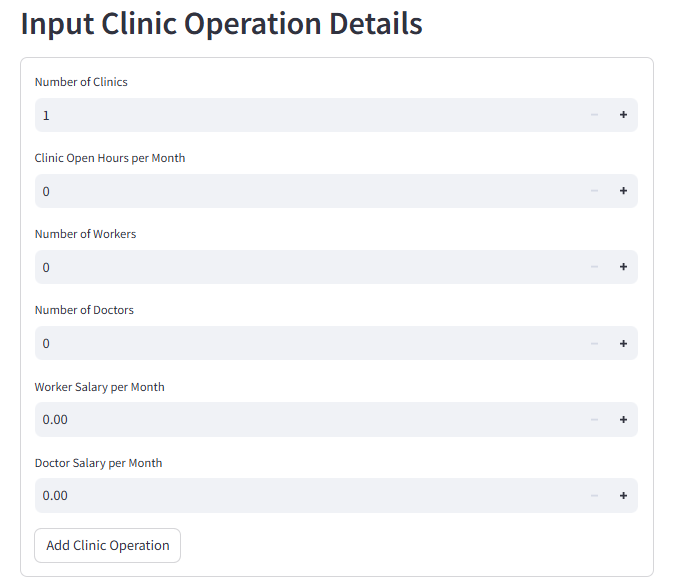 Input Clinic Operation Details
Number of Clinics
1
Clinic Open Hours per Month
0
Number of Workers
0
Number of Doctors
0
Worker Salary per Month
0.00
Doctor Salary per Month
0.00
Add Clinic Operation